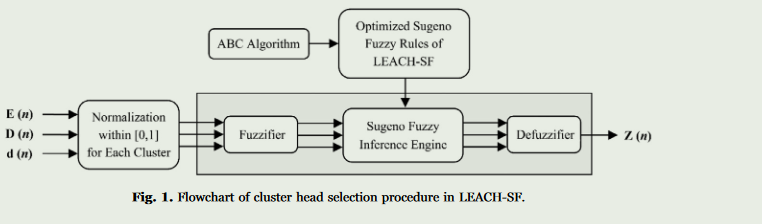 Optimized Sugeno
Fuzzy Rules of
LEACH-SF
ABC Algorithm
E (n)
D (n)
d (n)
Normalization
within [0,1]
for Each Cluster
Fuzzifier
Sugeno Fuzzy
Inference Engine
Defuzzifier
Z (n)
Fig. 1. Flowchart of cluster head selection procedure in LEACH-SF.